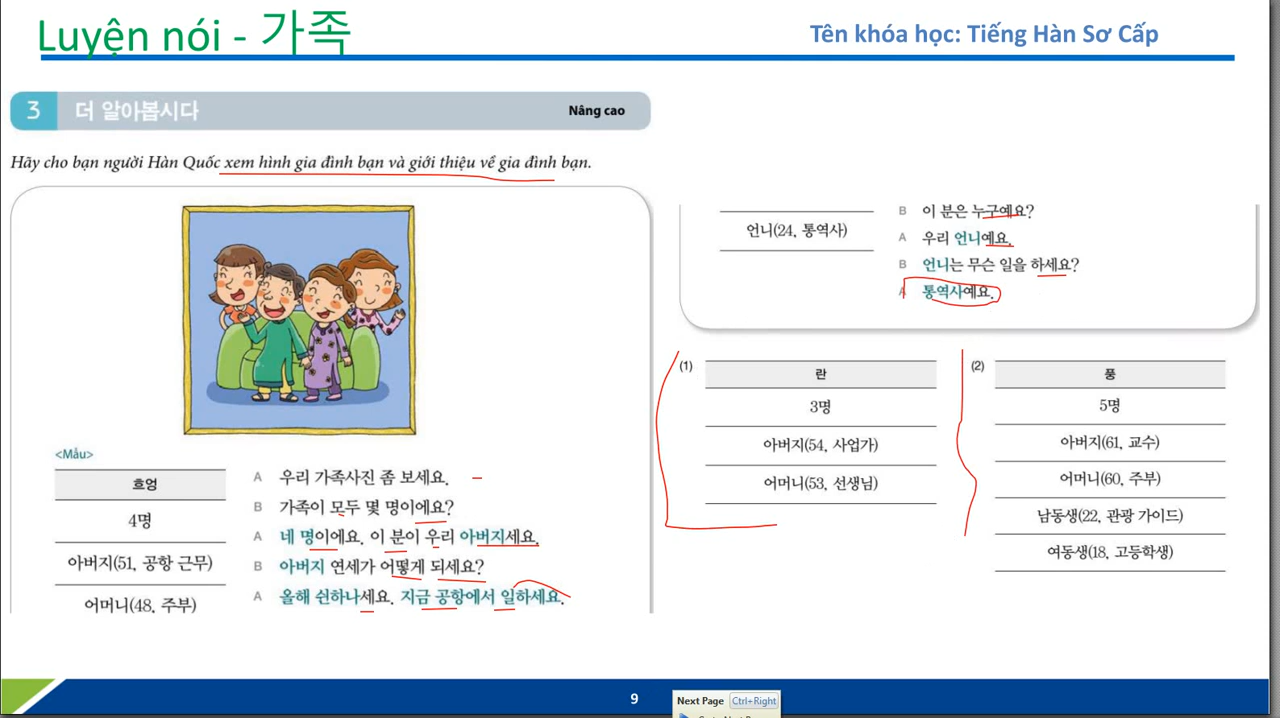 Luyện nói - 가족
Tên khóa học: Tiếng Hàn Sơ Cấp
3 더 알아봅시다 Nâng cao
Hãy cho bạn người Hàn Quốc xem hình gia đình bạn và giới thiệu về gia đình bạn.
<Mẫu>
흐엉
4명
아버지(51, 공항 근무)
어머니(48, 주부)
A 우리 가족사진 좀 보세요.
B 가족이 모두 몇 명이에요?
A 네 명이에요. 이 분이 우리 아버지세요.
B 아버지 연세가 어떻게 되세요?
A 올해 쉰하나세요. 지금 공항에서 일하세요.
언니(24, 통역사)
B 이 분은 누구예요?
A 우리 언니예요.
B 언니는 무슨 일을 하세요?
A 통역사예요.
(1)
란
3명
아버지(54, 사업가)
어머니(53, 선생님)
(2)
풍
5명
아버지(61, 교수)
어머니(60, 주부)
남동생(22, 관광 가이드)
여동생(18, 고등학생)
9
Next Page Ctrl+Right